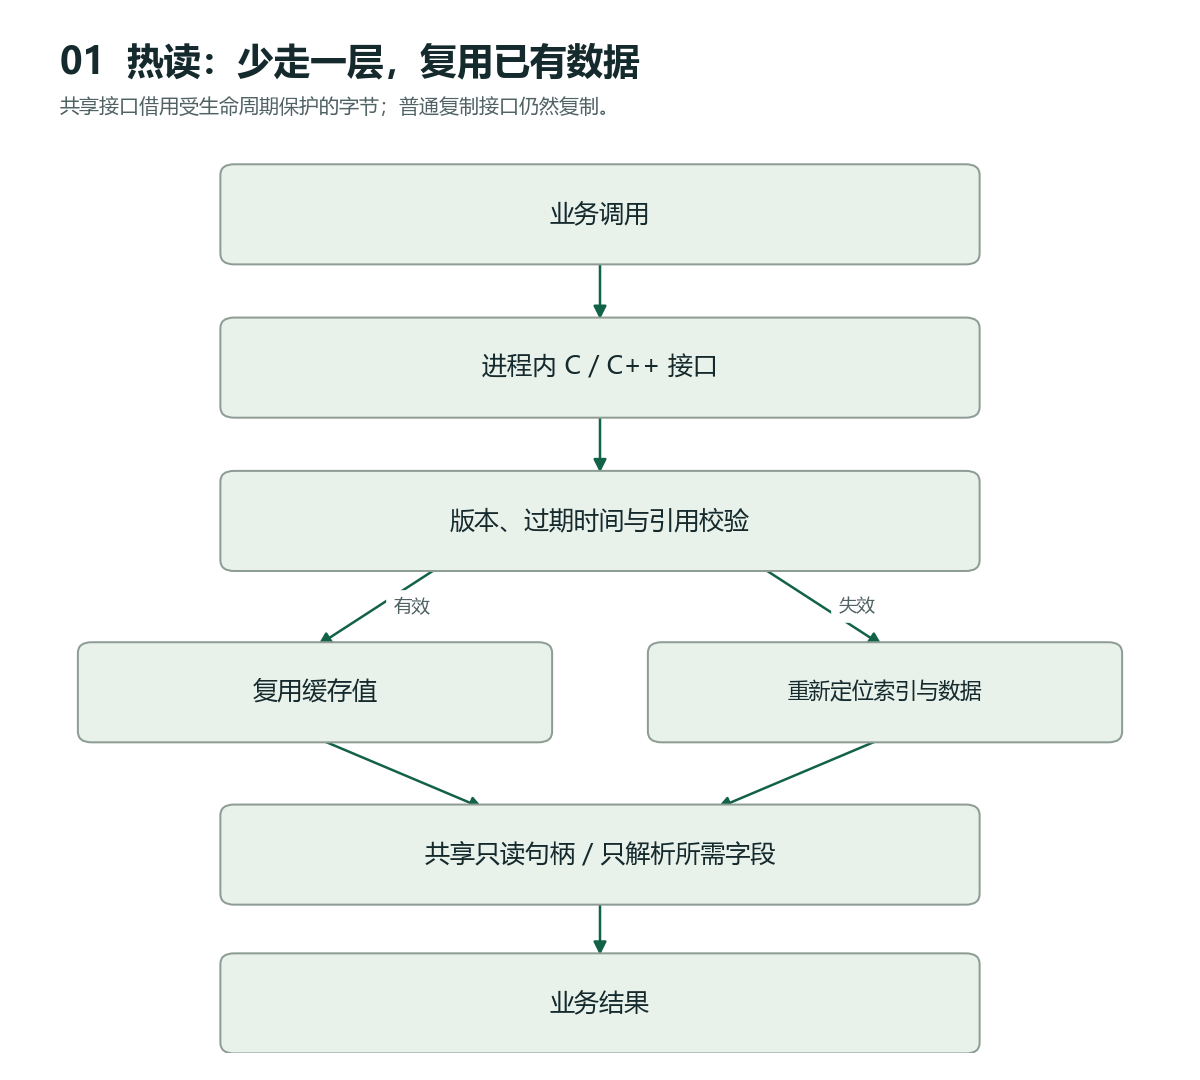 01 热读：少走一层，复用已有数据
共享接口借用受生命周期保护的字节；普通复制接口仍然复制。
业务调用
进程内 C / C++ 接口
版本、过期时间与引用校验
有效
失效
复用缓存值
重新定位索引与数据
共享只读句柄 / 只解析所需字段
业务结果